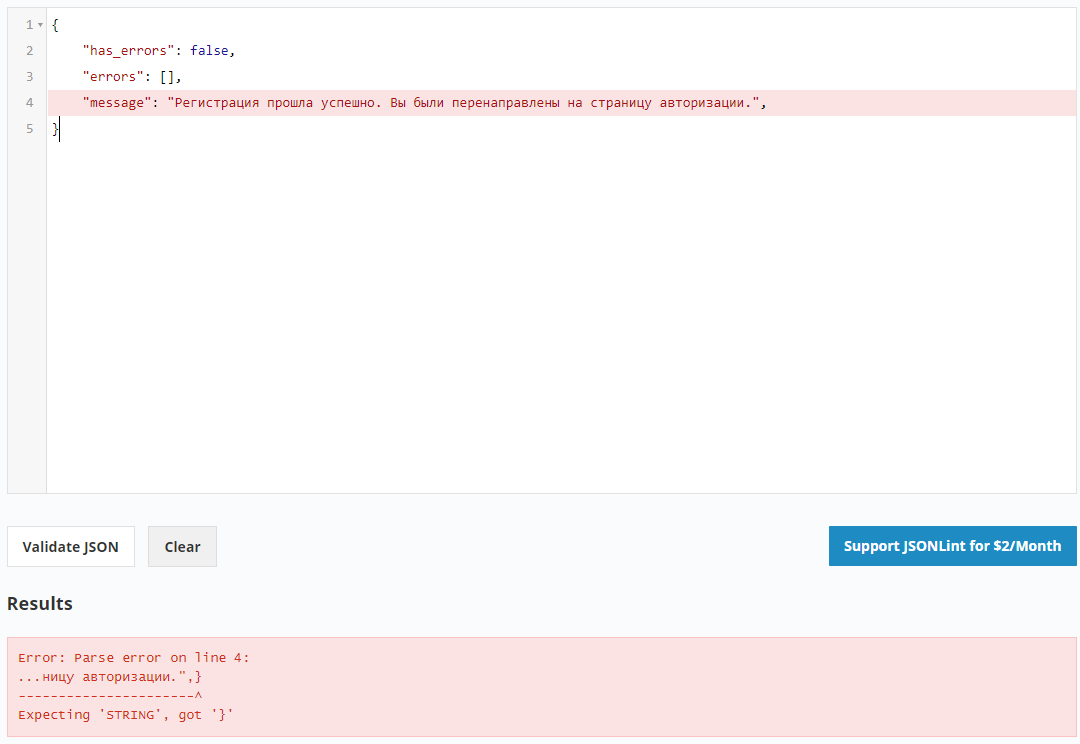 1 {
2 "has_errors": false,
3 "errors": [],
4 "message": "Регистрация прошла успешно. Вы были перенаправлены на страницу авторизации.",
5 }
Validate JSON Clear Support JSONLint for $2/Month
Results
Error: Parse error on line 4:
...ницу авторизации.",}
----------------------^
Expecting 'STRING', got '}'